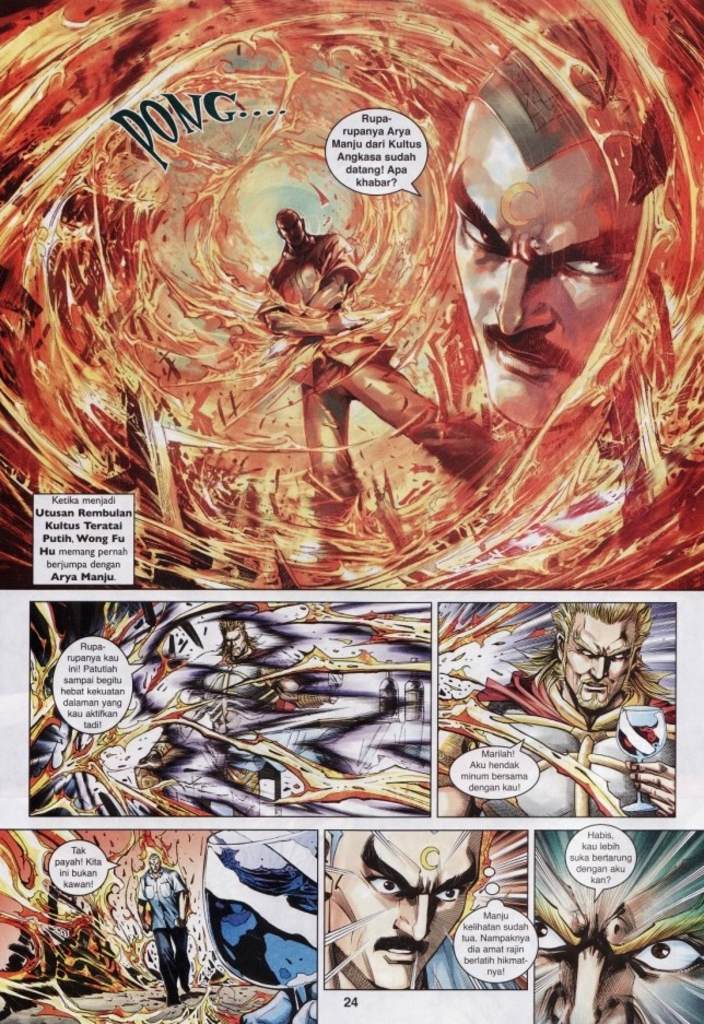 PONG....
Rupa-
rupanya Arya
Manju dari Kultus
Angkasa sudah
datang! Apa
khabar?
Ketika menjadi
Utusan Rembulan
Kultus Teratai
Putih, Wong Fu
Hu memang pernah
berjumpa dengan
Arya Manju.
Rupa-
rupanya kau
ini! Patutlah
sampai begitu
hebat kekuatan
dalaman yang
kau aktifkan
tadi!
Marilah!
Aku hendak
minum bersama
dengan kau!
Tak
payah! Kita
ini bukan
kawan!
Manju
kelihatan sudah
tua. Nampaknya
dia amat rajin
berlatih hikmat-
nya!
Habis,
kau lebih
suka bertarung
dengan aku
kan?
24